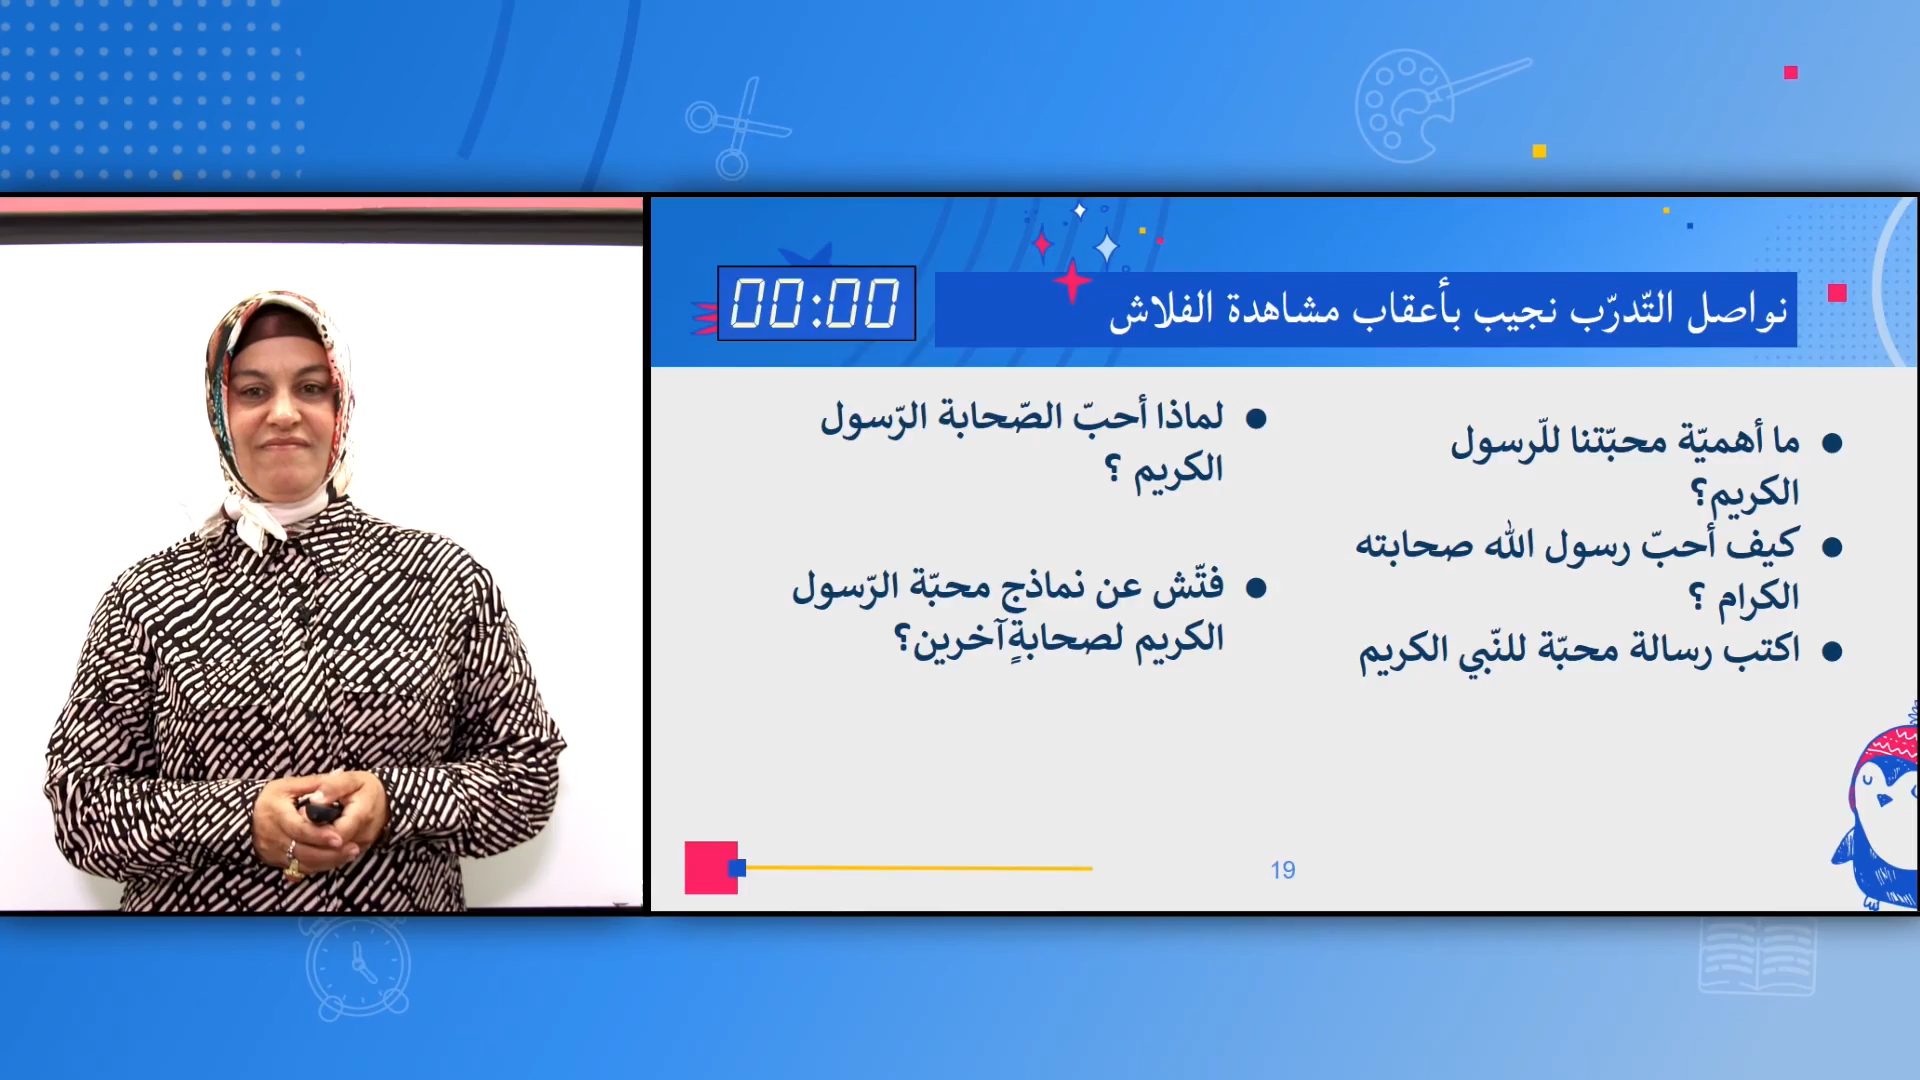 00:00
نواصل التّدرّب نجيب بأعقاب مشاهدة الفلاش
ما أهميّة محبّتنا للّرسول
الكريم؟
كيف أحبّ رسول الله صحابته
الكرام ؟
اكتب رسالة محبّة للنّبي الكريم
لماذا أحبّ الصّحابة الرّسول
الكريم ؟
فتّش عن نماذج محبّة الرّسول
الكريم لصحابةٍ آخرين؟
19